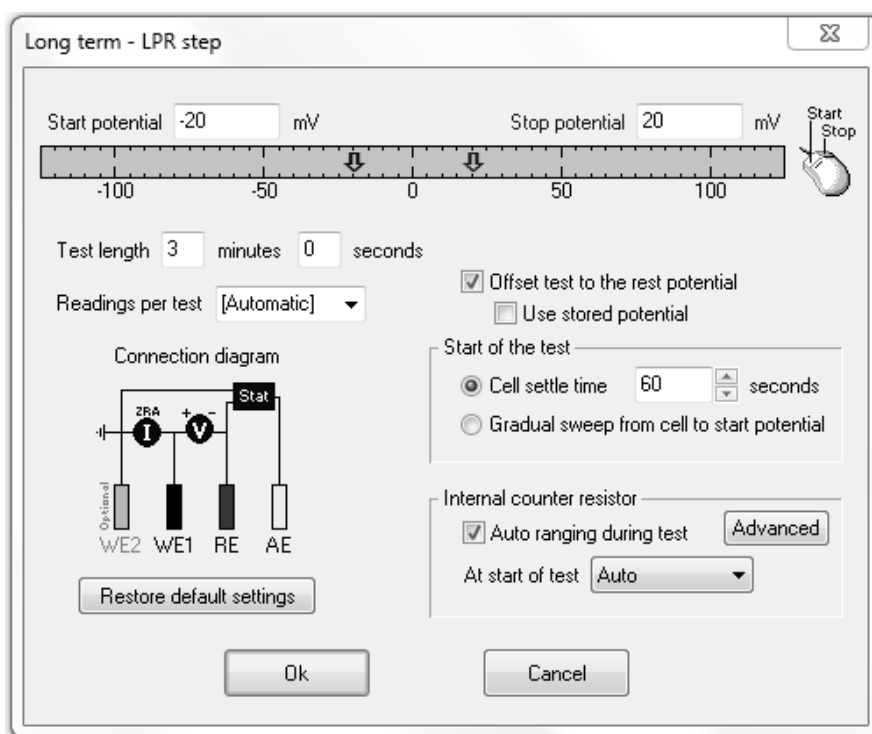 Long term - LPR step
Start potential -20 mV Stop potential 20 mV
Start
Stop
-100 -50 0 50 100
Test length 3 minutes 0 seconds
Offset test to the rest potential
Readings per test [Automatic]
Use stored potential
Connection diagram
Start of the test
Stat
Cell settle time 60 seconds
ZRA + -
I V
Gradual sweep from cell to start potential
Optional
WE2 WE1 RE AE
Internal counter resistor
Auto ranging during test Advanced
At start of test Auto
Restore default settings
Ok Cancel